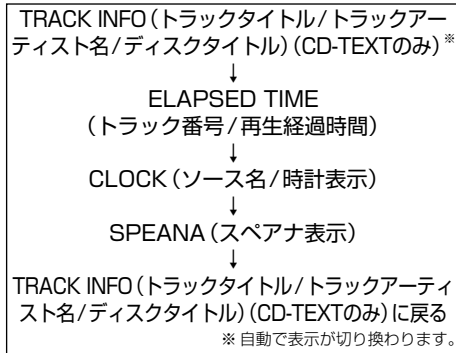 TRACK INFO（トラックタイトル/トラックアー
ティスト名/ディスクタイトル）（CD-TEXTのみ）※
↓
ELAPSED TIME
（トラック番号/再生経過時間）
↓
CLOCK（ソース名/時計表示）
↓
SPEANA（スペアナ表示）
↓
TRACK INFO（トラックタイトル/トラックアーティ
スト名/ディスクタイトル）（CD-TEXTのみ）に戻る
※ 自動で表示が切り換わります。